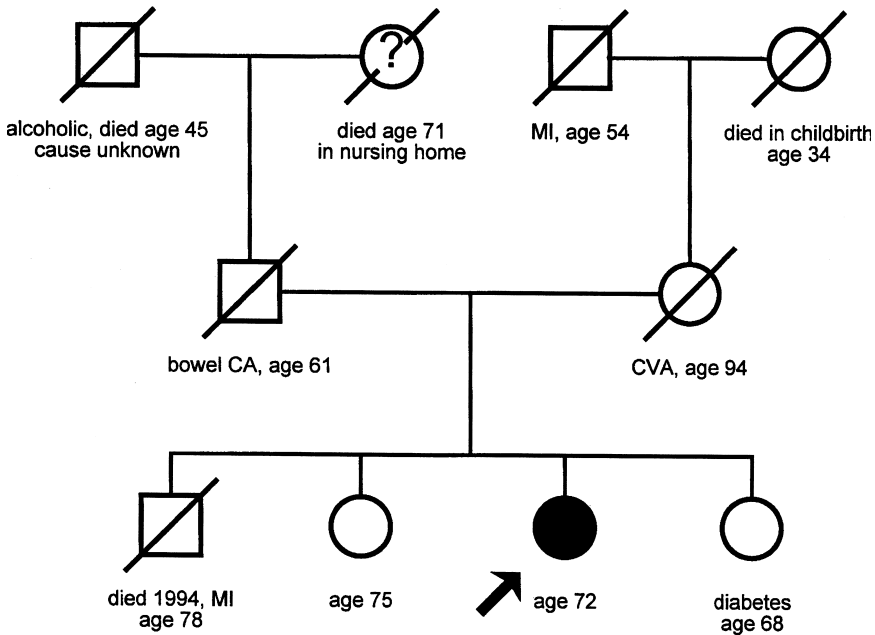 ?
alcoholic, died age 45
cause unknown
died age 71
in nursing home
MI, age 54
died in childbirth
age 34
bowel CA, age 61
CVA, age 94
died 1994, MI
age 78
age 75
age 72
diabetes
age 68